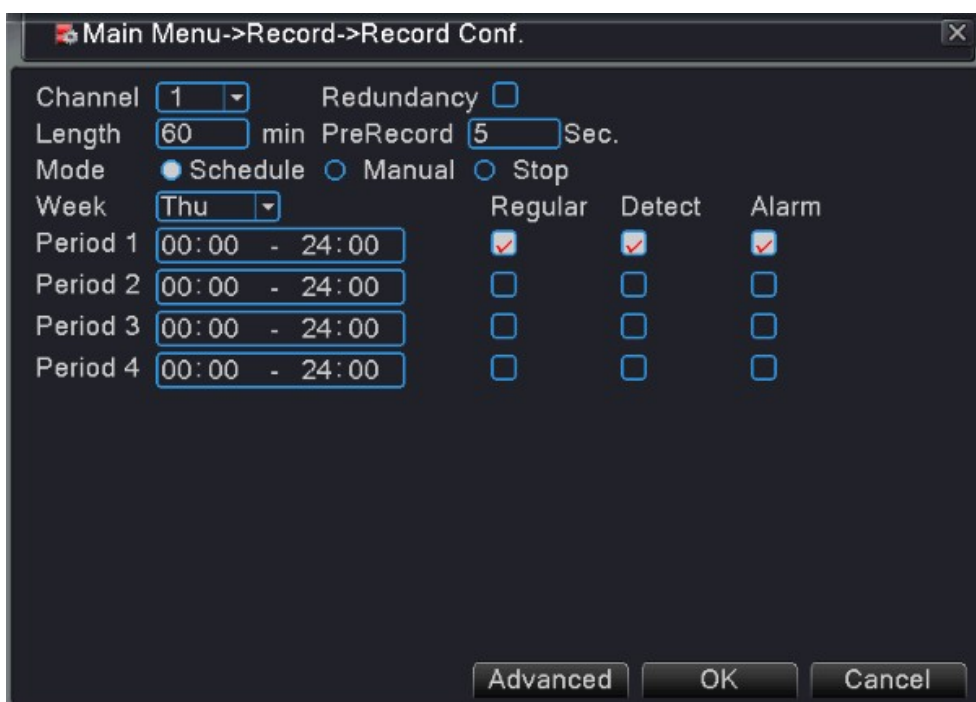 Main Menu->Record->Record Conf.
Channel 1 Redundancy
Length 60 min PreRecord 5 Sec.
Mode Schedule Manual Stop
Week Thu Regular Detect Alarm
Period 1 00:00 - 24:00
Period 2 00:00 - 24:00
Period 3 00:00 - 24:00
Period 4 00:00 - 24:00
Advanced OK Cancel